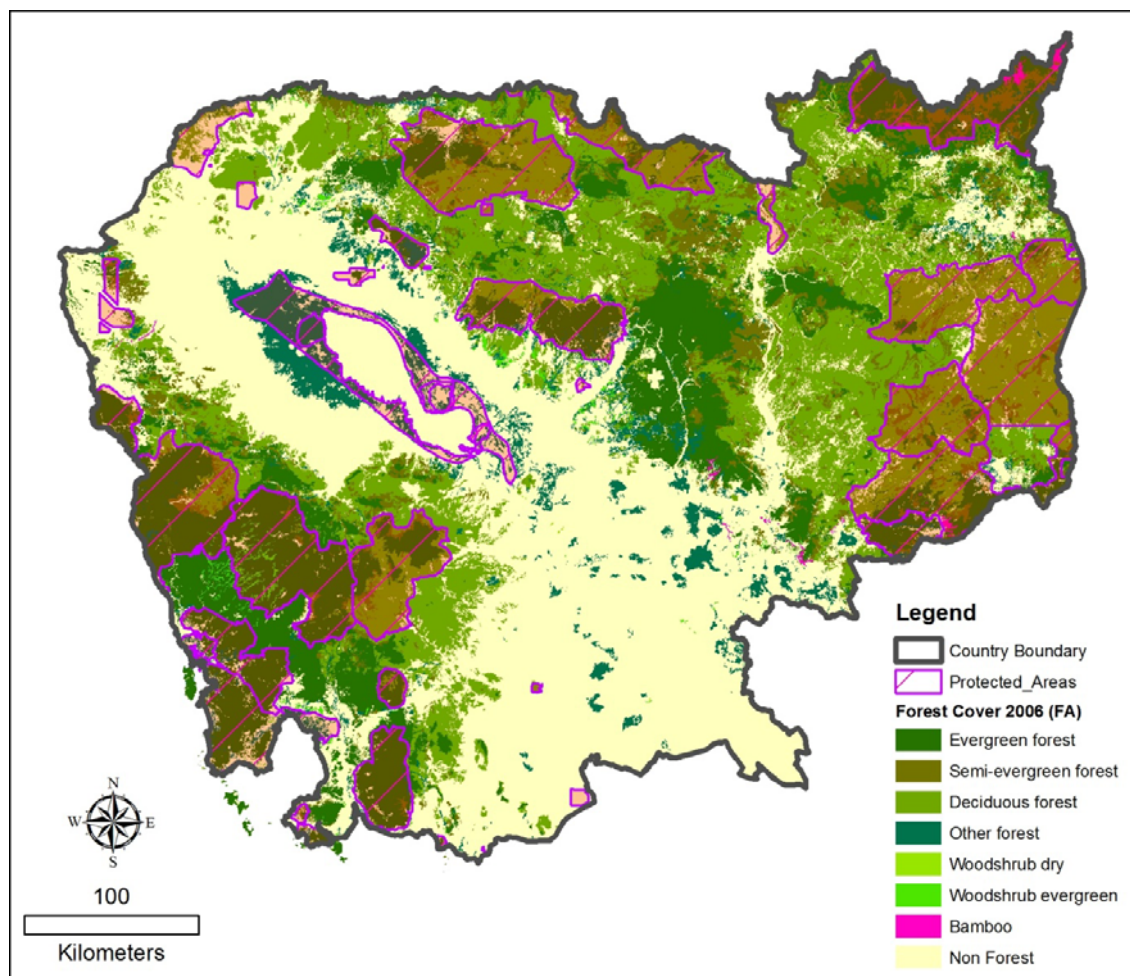 Legend
Country Boundary
Protected_Areas
Forest Cover 2006 (FA)
Evergreen forest
Semi-evergreen forest
Deciduous forest
Other forest
Woodshrub dry
Woodshrub evergreen
Bamboo
Non Forest
N
W E
S
100
Kilometers